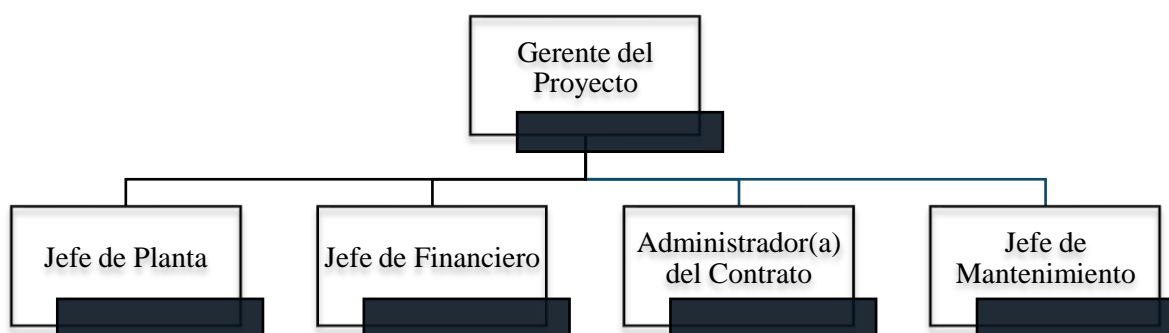 Gerente del
Proyecto
Jefe de Planta
Jefe de Financiero
Administrador(a)
del Contrato
Jefe de
Mantenimiento